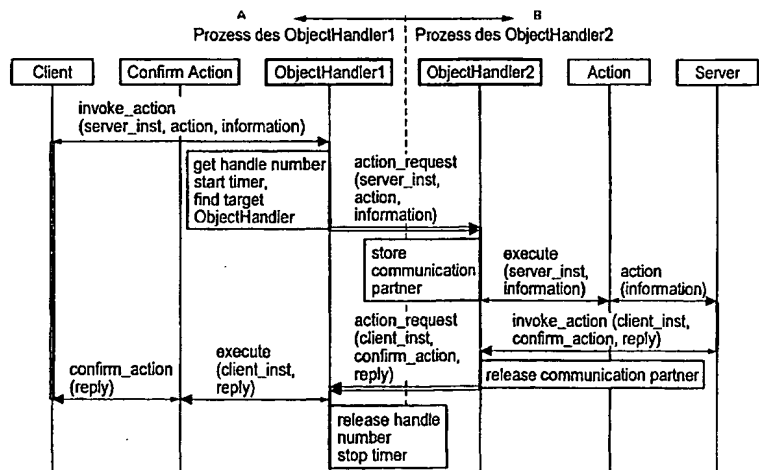 A
B
Prozess des ObjectHandler1
Prozess des ObjectHandler2
Client
Confirm Action
ObjectHandler1
ObjectHandler2
Action
Server
invoke_action
(server_inst, action, information)
get handle number
start timer,
find target
ObjectHandler
action_request
(server_inst,
action,
information)
store
communication
partner
execute
(server_inst,
information)
action
(information)
action_request
(client_inst,
confirm_action,
reply)
invoke_action (client_inst,
confirm_action, reply)
execute
(client_inst,
reply)
confirm_action
(reply)
release communication partner
release handle
number
stop timer